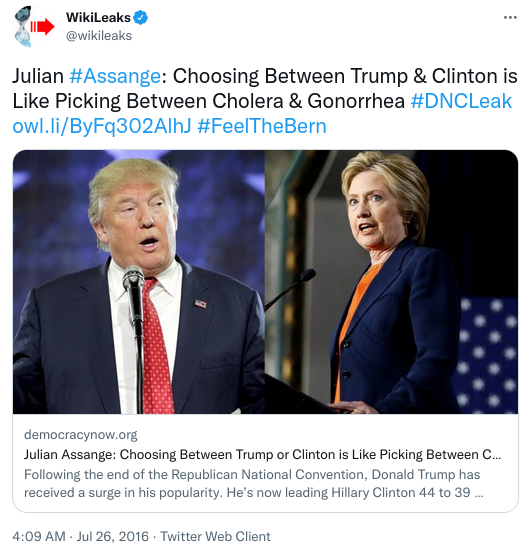 WikiLeaks
@wikileaks
Julian #Assange: Choosing Between Trump & Clinton is
Like Picking Between Cholera & Gonorrhea #DNCLeak
owl.li/ByFq302AlhJ #FeelTheBern
democracynow.org
Julian Assange: Choosing Between Trump or Clinton is Like Picking Between C...
Following the end of the Republican National Convention, Donald Trump has
received a surge in his popularity. He’s now leading Hillary Clinton 44 to 39 ...
4:09 AM · Jul 26, 2016 · Twitter Web Client